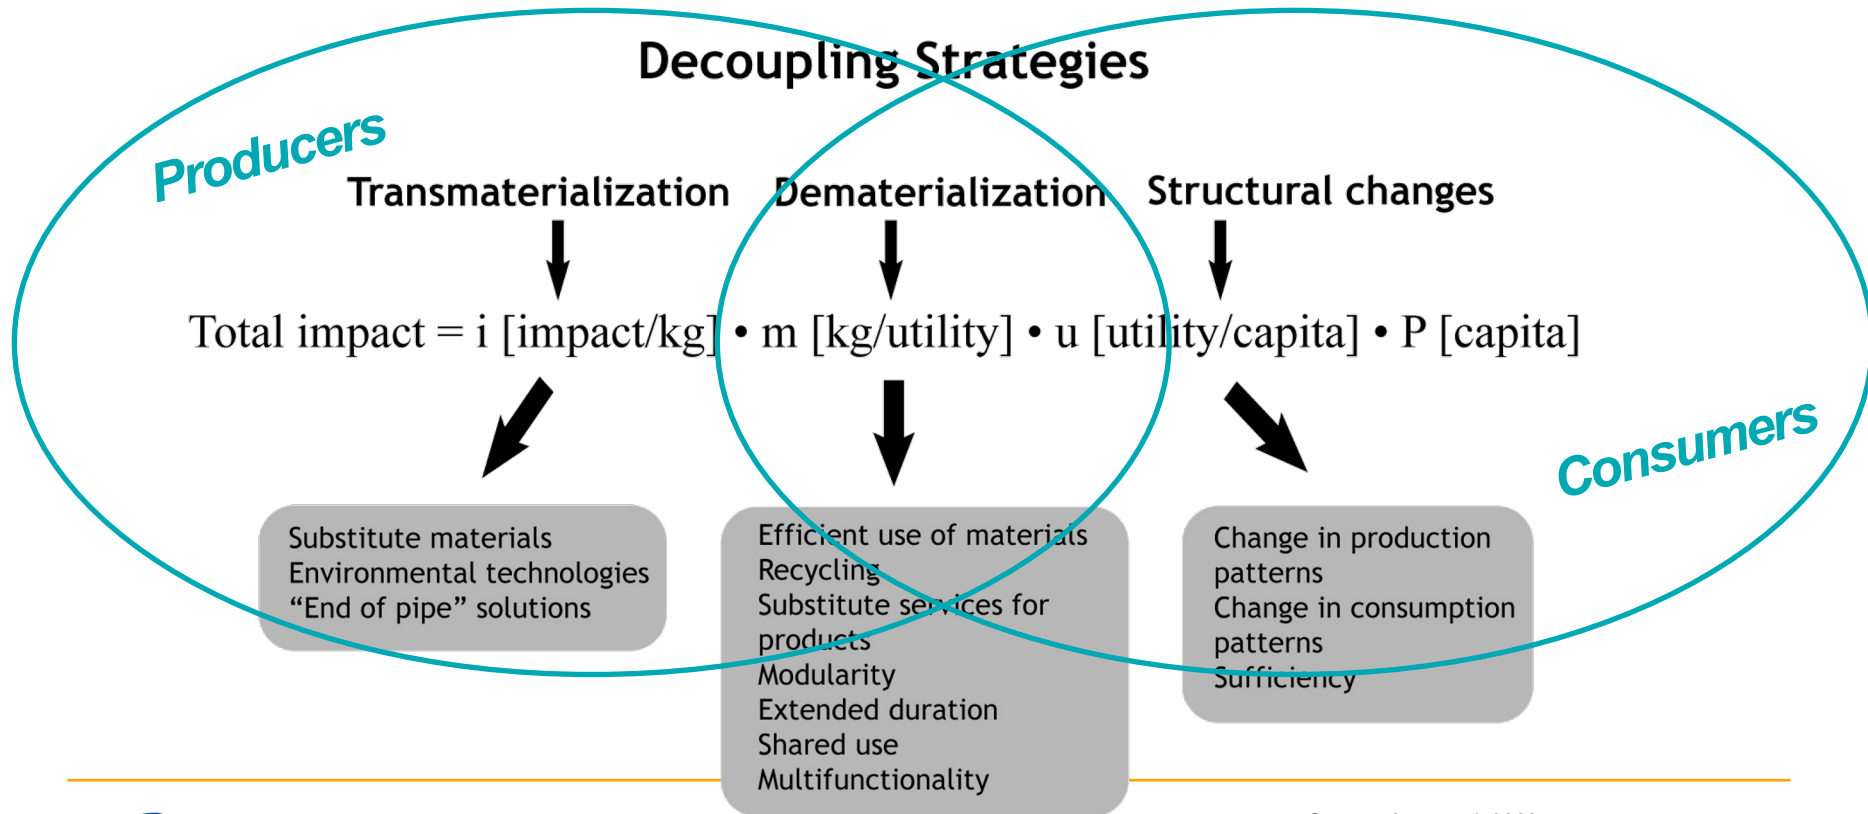 Decoupling Strategies
Producers
Transmaterialization
Dematerialization
Structural changes
Total impact = i [impact/kg] • m [kg/utility] • u [utility/capita] • P [capita]
Consumers
Substitute materials
Environmental technologies
“End of pipe” solutions
Efficient use of materials
Recycling
Substitute services for
products
Modularity
Extended duration
Shared use
Multifunctionality
Change in production
patterns
Change in consumption
patterns
Sufficiency